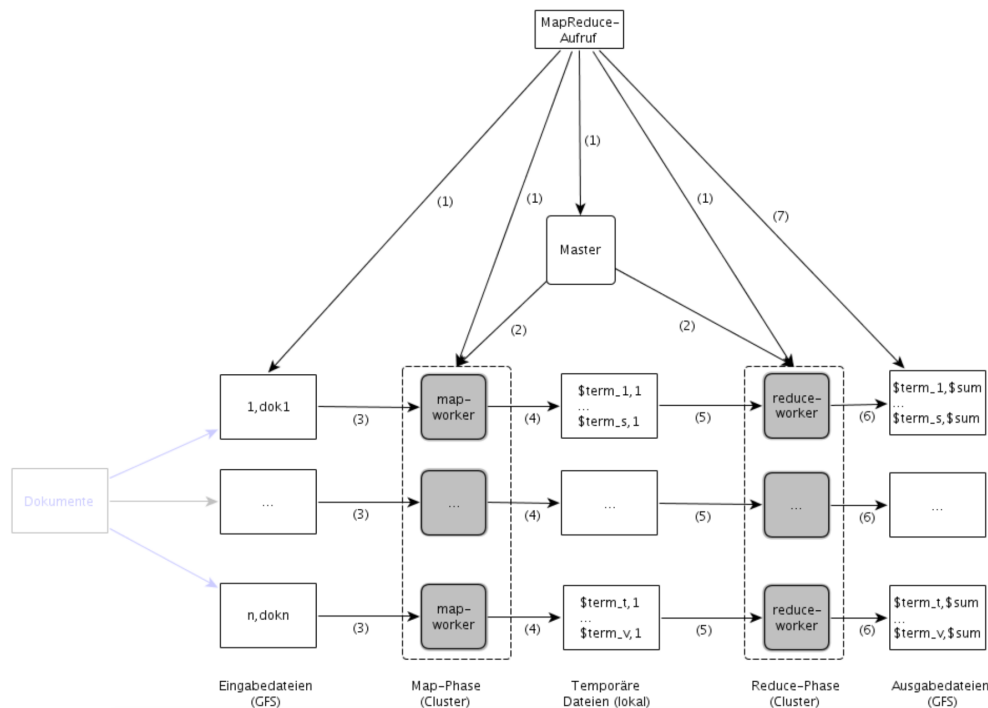 MapReduce-
Aufruf
(1)
(1)
(1)
(1)
(7)
Master
(2)
(2)
1,dok1
(3)
map-
worker
(4)
$term_1,1
...
$term_s,1
(5)
reduce-
worker
(6)
$term_1,$sum
...
$term_s,$sum
Dokumente
...
(3)
...
(4)
...
(5)
...
(6)
...
n,dokn
(3)
map-
worker
(4)
$term_t,1
...
$term_v,1
(5)
reduce-
worker
(6)
$term_t,$sum
...
$term_v,$sum
Eingabedateien
(GFS)
Map-Phase
(Cluster)
Temporäre
Dateien (lokal)
Reduce-Phase
(Cluster)
Ausgabedateien
(GFS)